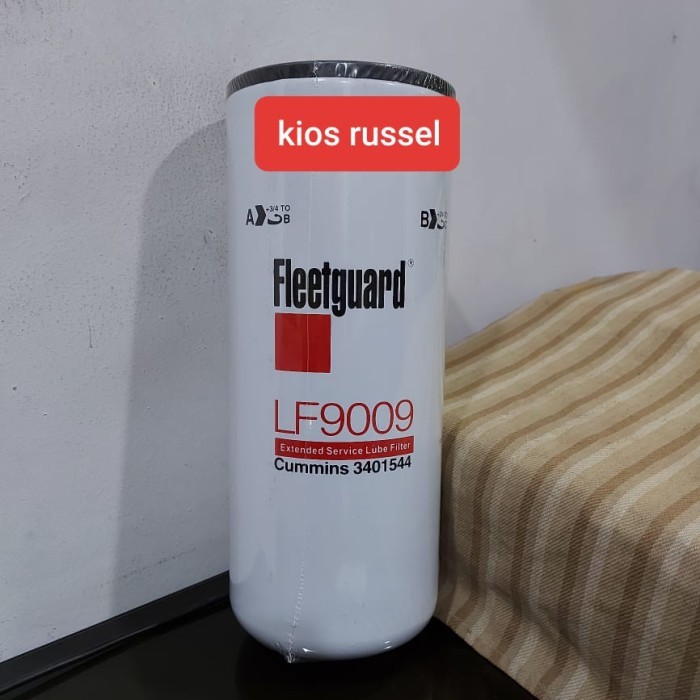 kios russel
A +3/4 TO B
B
Fleetguard®
LF9009
Extended Service Lube Filter
Cummins 3401544